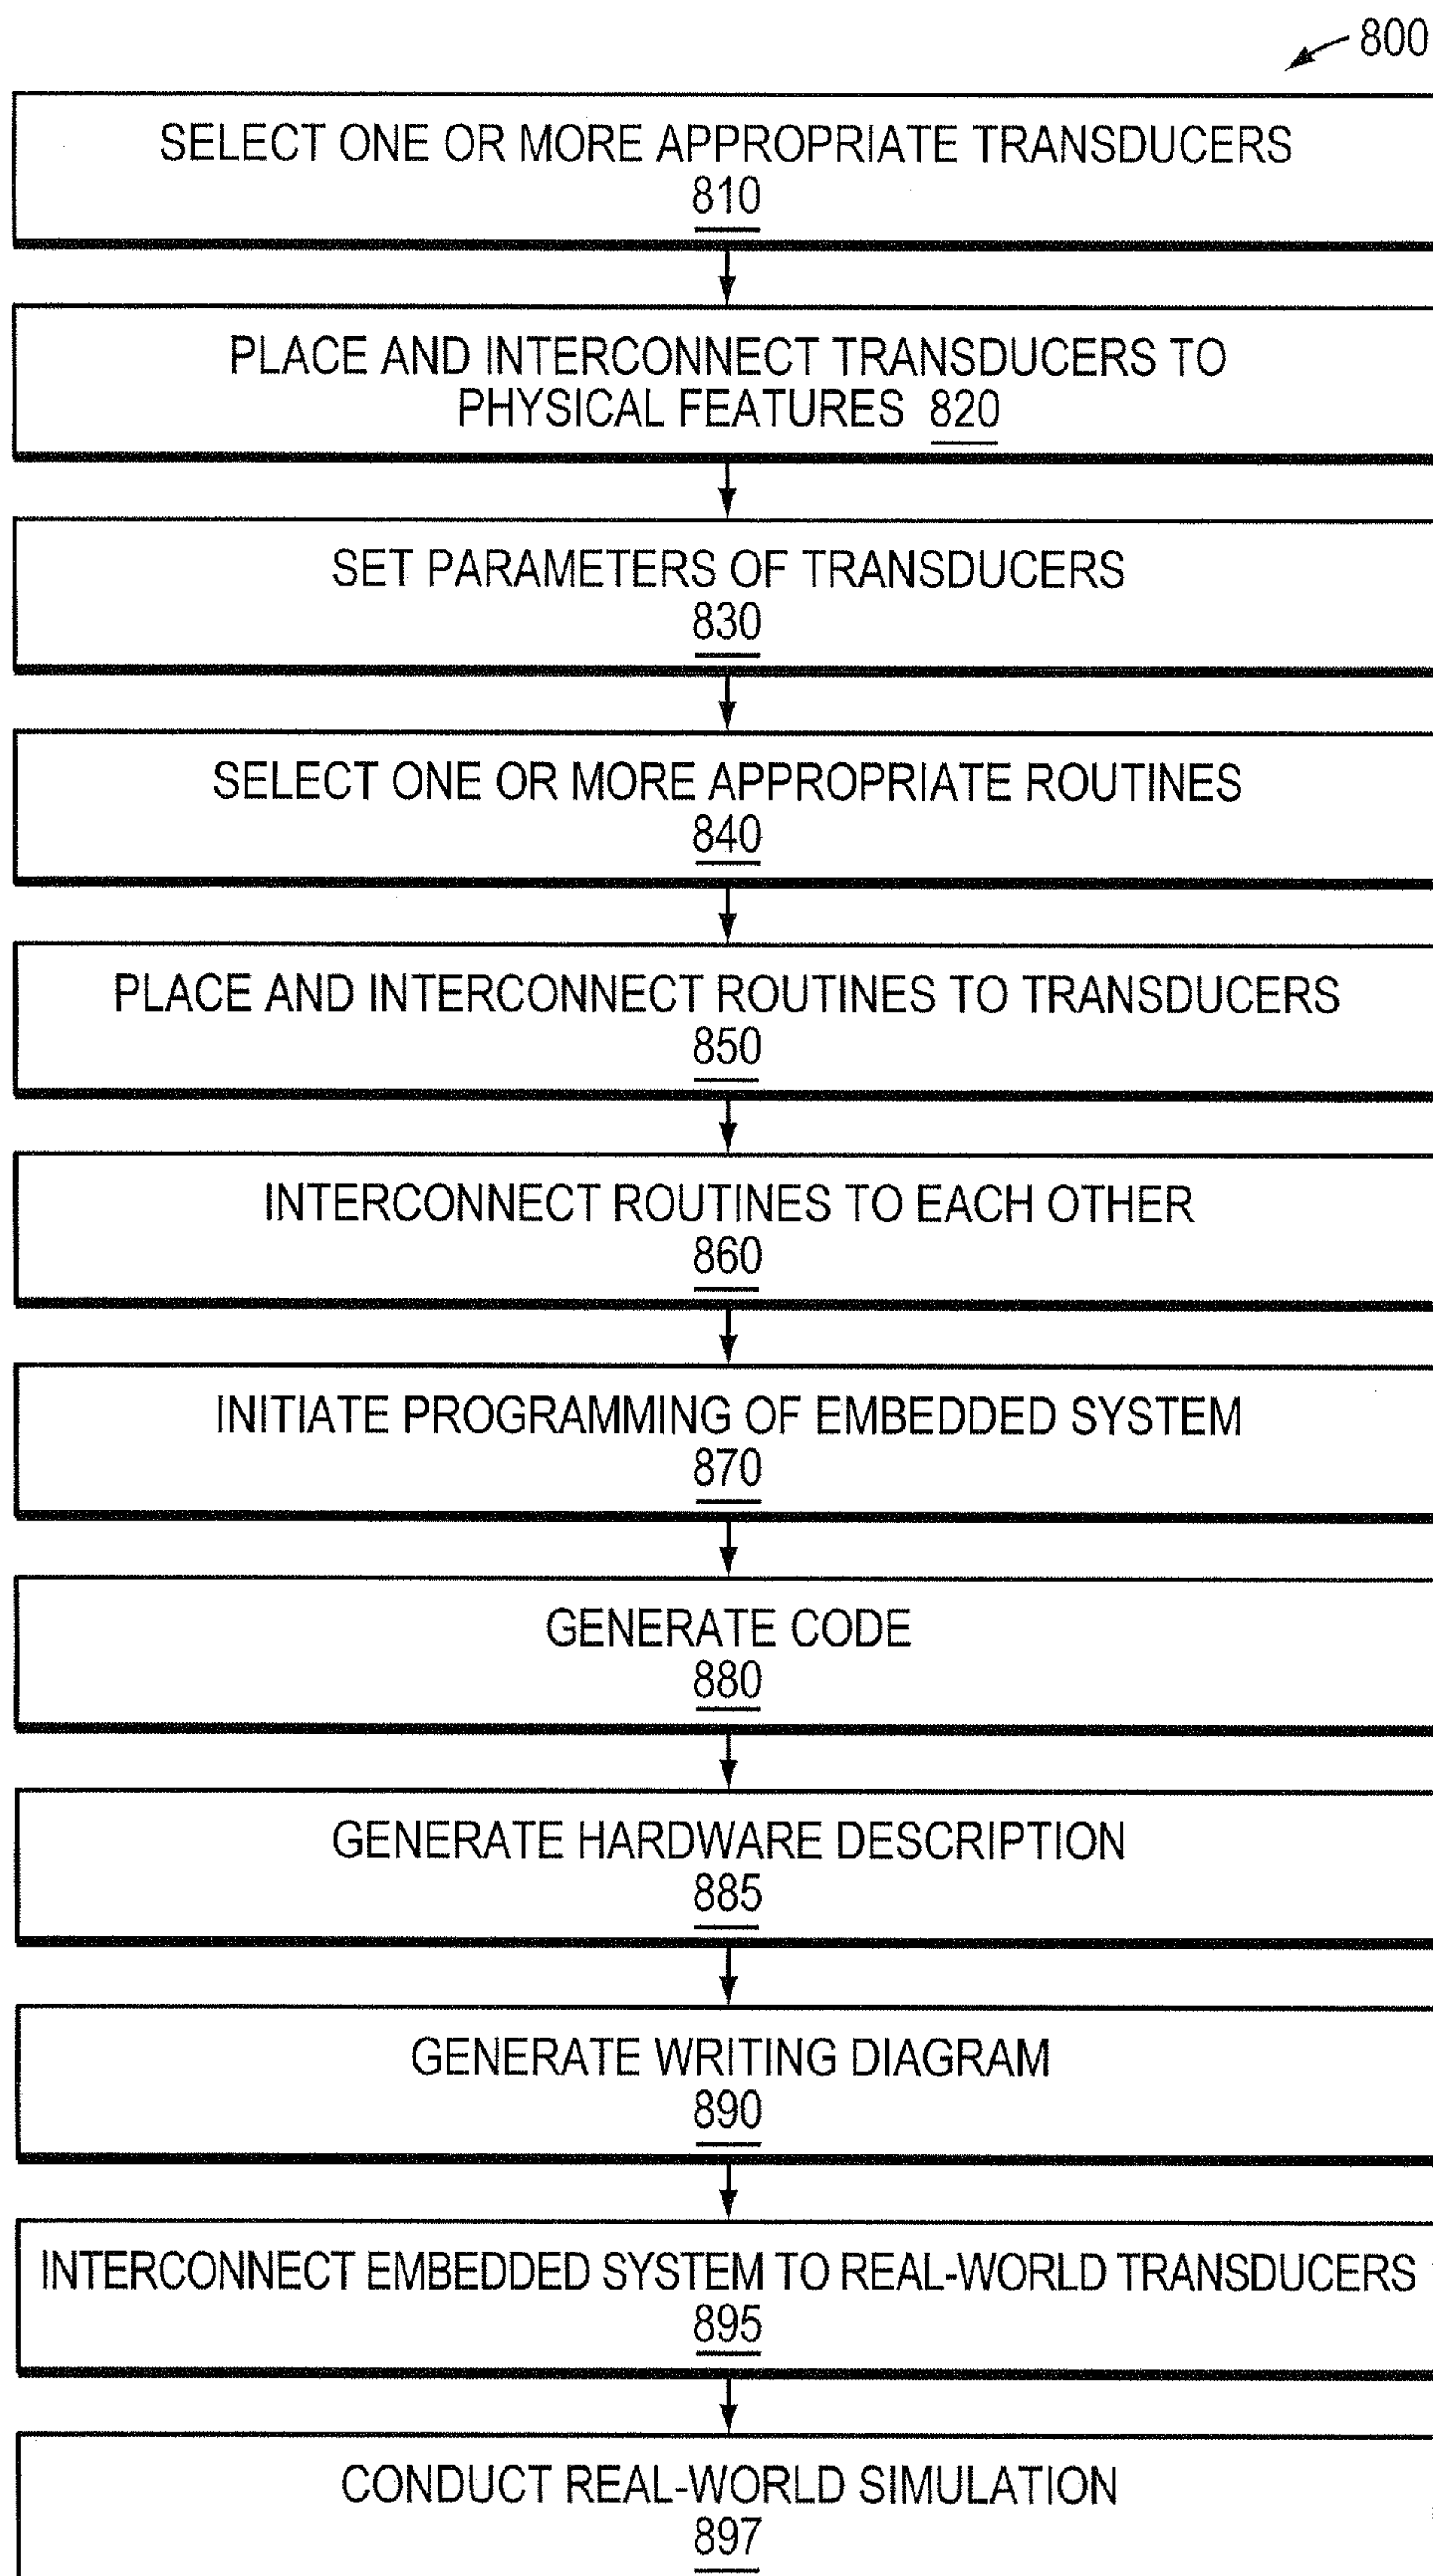 800
SELECT ONE OR MORE APPROPRIATE TRANSDUCERS
810
PLACE AND INTERCONNECT TRANSDUCERS TO
PHYSICAL FEATURES 820
SET PARAMETERS OF TRANSDUCERS
830
SELECT ONE OR MORE APPROPRIATE ROUTINES
840
PLACE AND INTERCONNECT ROUTINES TO TRANSDUCERS
850
INTERCONNECT ROUTINES TO EACH OTHER
860
INITIATE PROGRAMMING OF EMBEDDED SYSTEM
870
GENERATE CODE
880
GENERATE HARDWARE DESCRIPTION
885
GENERATE WRITING DIAGRAM
890
INTERCONNECT EMBEDDED SYSTEM TO REAL-WORLD TRANSDUCERS
895
CONDUCT REAL-WORLD SIMULATION
897